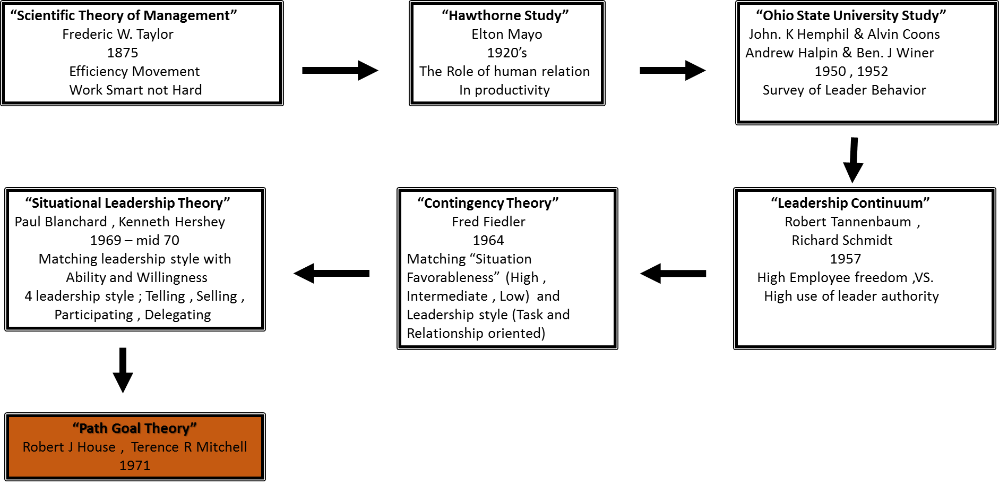 “Scientific Theory of Management”
Frederic W. Taylor
1875
Efficiency Movement
Work Smart not Hard
“Hawthorne Study”
Elton Mayo
1920’s
The Role of human relation
In productivity
“Ohio State University Study”
John. K Hemphil & Alvin Coons
Andrew Halpin & Ben. J Winer
1950 , 1952
Survey of Leader Behavior
“Leadership Continuum”
Robert Tannenbaum ,
Richard Schmidt
1957
High Employee freedom ,VS.
High use of leader authority
“Contingency Theory”
Fred Fiedler
1964
Matching “Situation
Favorableness” (High ,
Intermediate , Low) and
Leadership style (Task and
Relationship oriented)
“Situational Leadership Theory”
Paul Blanchard , Kenneth Hershey
1969 – mid 70
Matching leadership style with
Ability and Willingness
4 leadership style ; Telling , Selling ,
Participating , Delegating
“Path Goal Theory”
Robert J House , Terence R Mitchell
1971